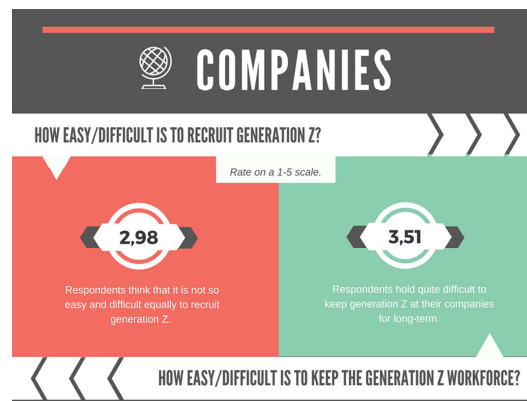 COMPANIES
HOW EASY/DIFFICULT IS TO RECRUIT GENERATION Z?
Rate on a 1-5 scale.
2,98
Respondents think that it is not so
easy and difficult equally to recruit
generation Z.
3,51
Respondents hold quite difficult to
keep generation Z at their companies
for long-term.
HOW EASY/DIFFICULT IS TO KEEP THE GENERATION Z WORKFORCE?